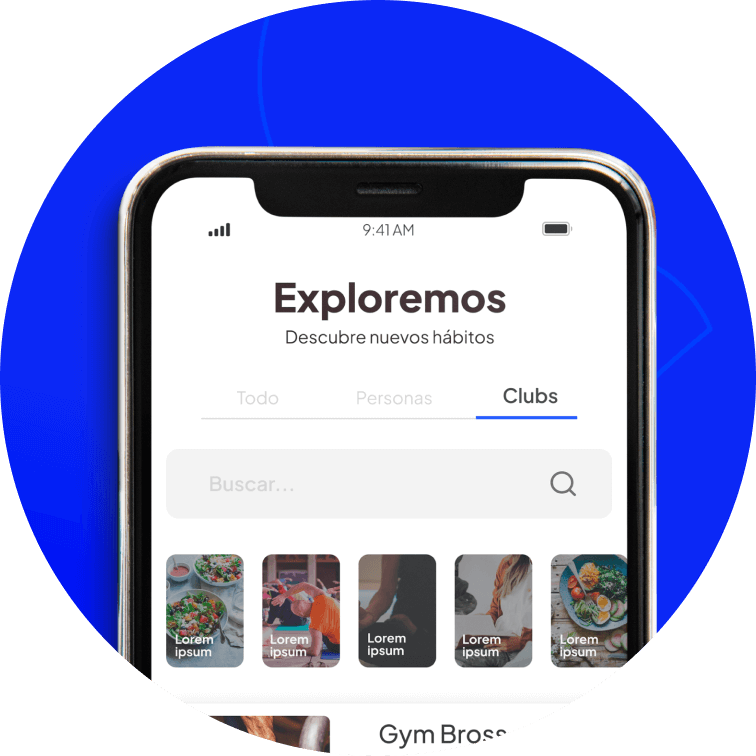 9:41 AM
Exploremos
Descubre nuevos hábitos
Todo Personas Clubs
Buscar...
Lorem
ipsum
Lorem
ipsum
Lorem
ipsum
Lorem
ipsum
Lorem
ipsum
Gym Bross